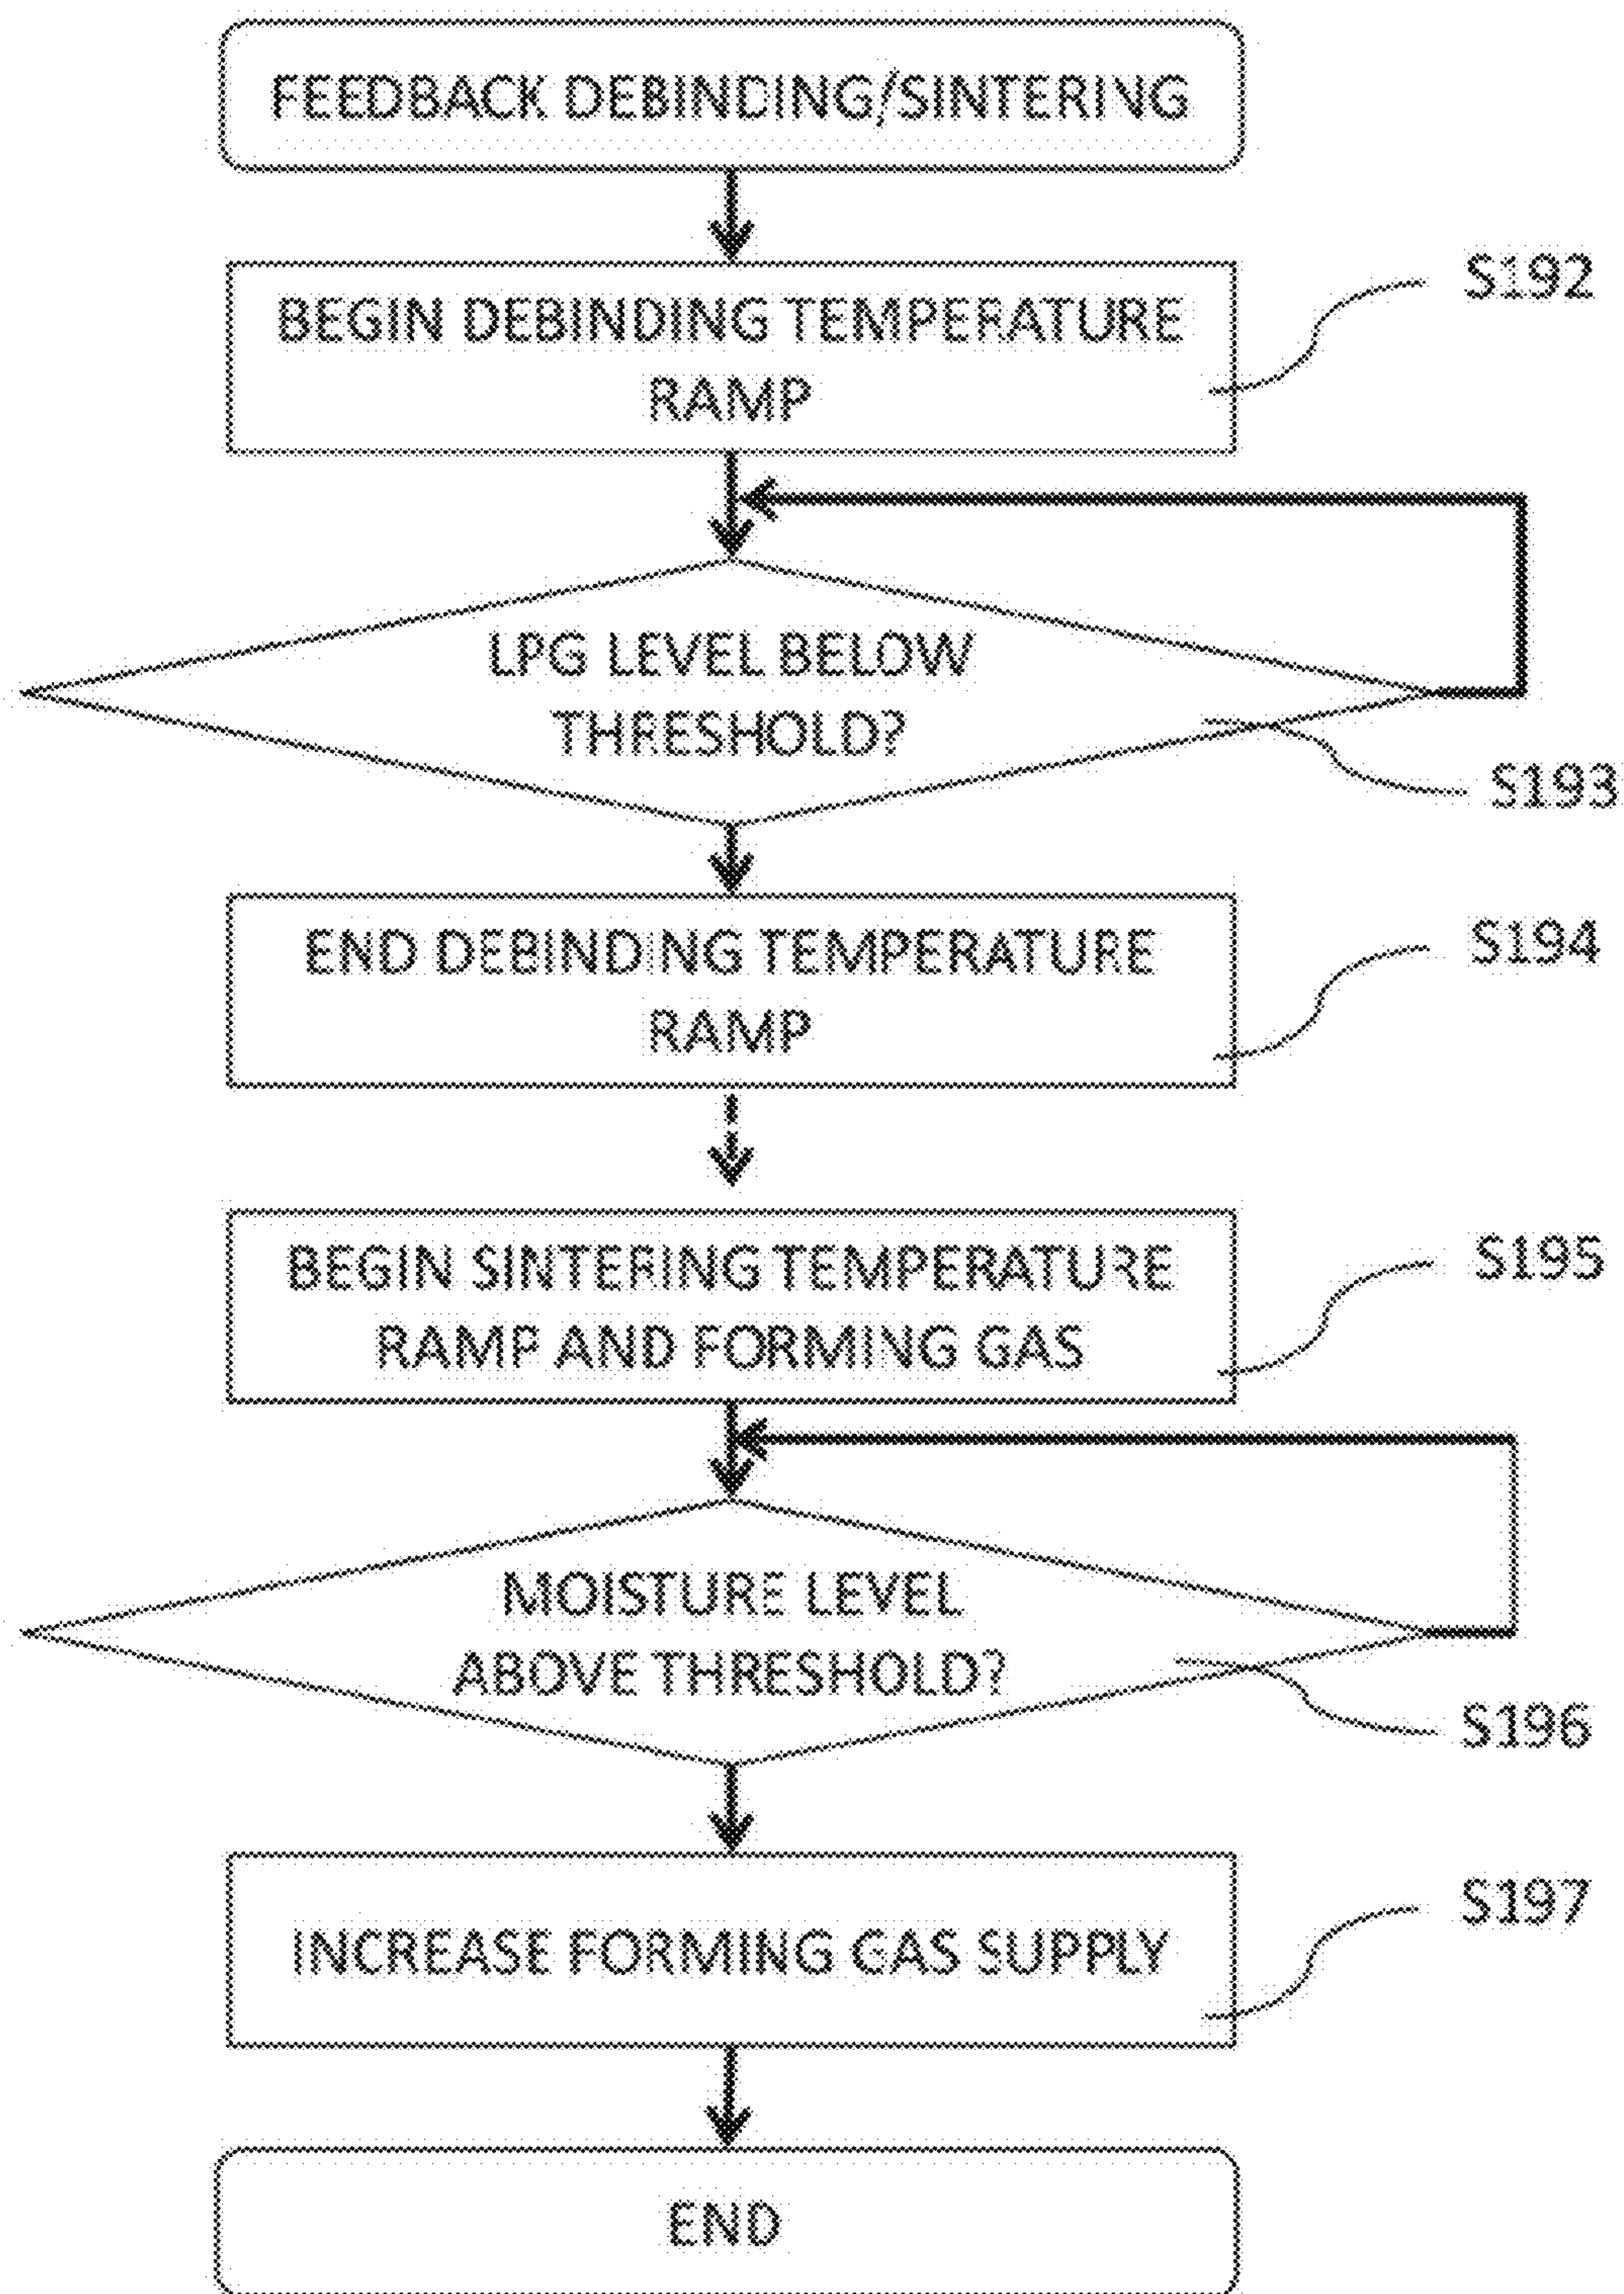 FEEDBACK DEBINDING/SINTERING
BEGIN DEBINDING TEMPERATURE
RAMP
S192
LPG LEVEL BELOW
THRESHOLD?
S193
END DEBINDING TEMPERATURE
RAMP
S194
BEGIN SINTERING TEMPERATURE
RAMP AND FORMING GAS
S195
MOISTURE LEVEL
ABOVE THRESHOLD?
S196
INCREASE FORMING GAS SUPPLY
S197
END